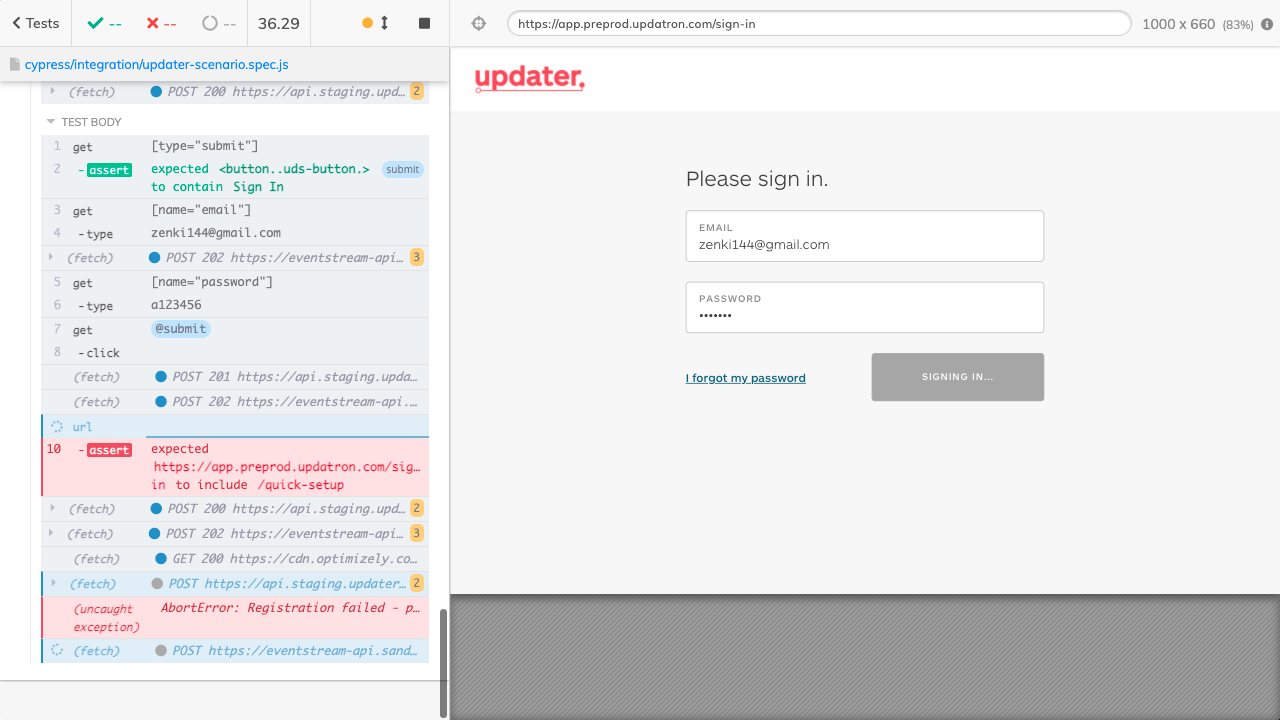 Tests
--
--
--
36.29
https://app.preprod.updatron.com/sign-in
1000 x 660 (83%)
cypress/integration/updater-scenario.spec.js
(fetch) POST 200 https://api.staging.upd… 2
TEST BODY
1 get [type="submit"]
2 -assert expected <button..uds-button.> submit
to contain Sign In
3 get [name="email"]
4 -type zenki144@gmail.com
(fetch) POST 202 https://eventstream-api… 3
5 get [name="password"]
6 -type a123456
7 get @submit
8 -click
(fetch) POST 201 https://api.staging.upda…
(fetch) POST 202 https://eventstream-api.…
url
10 -assert expected
https://app.preprod.updatron.com/sig…
in to include /quick-setup
(fetch) POST 200 https://api.staging.upd… 2
(fetch) POST 202 https://eventstream-api… 3
(fetch) GET 200 https://cdn.optimizely.co…
(fetch) POST https://api.staging.updater… 2
(uncaught AbortError: Registration failed - p…
exception)
(fetch) POST https://eventstream-api.sand…
updater.
Please sign in.
EMAIL
zenki144@gmail.com
PASSWORD
•••••••
I forgot my password
SIGNING IN...